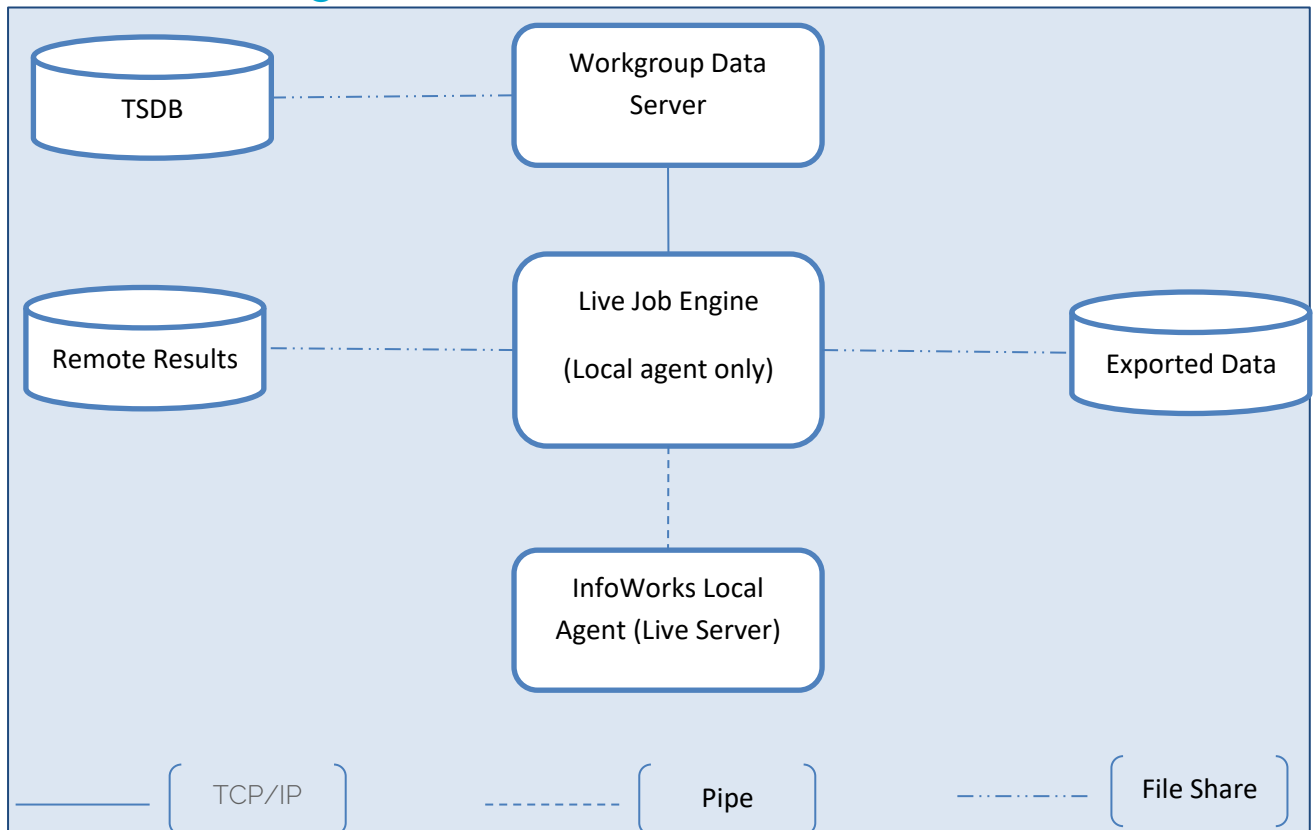 Workgroup Data
Server
TSDB
Live Job Engine
(Local agent only)
Remote Results
Exported Data
InfoWorks Local
Agent (Live Server)
TCP/IP
Pipe
File Share